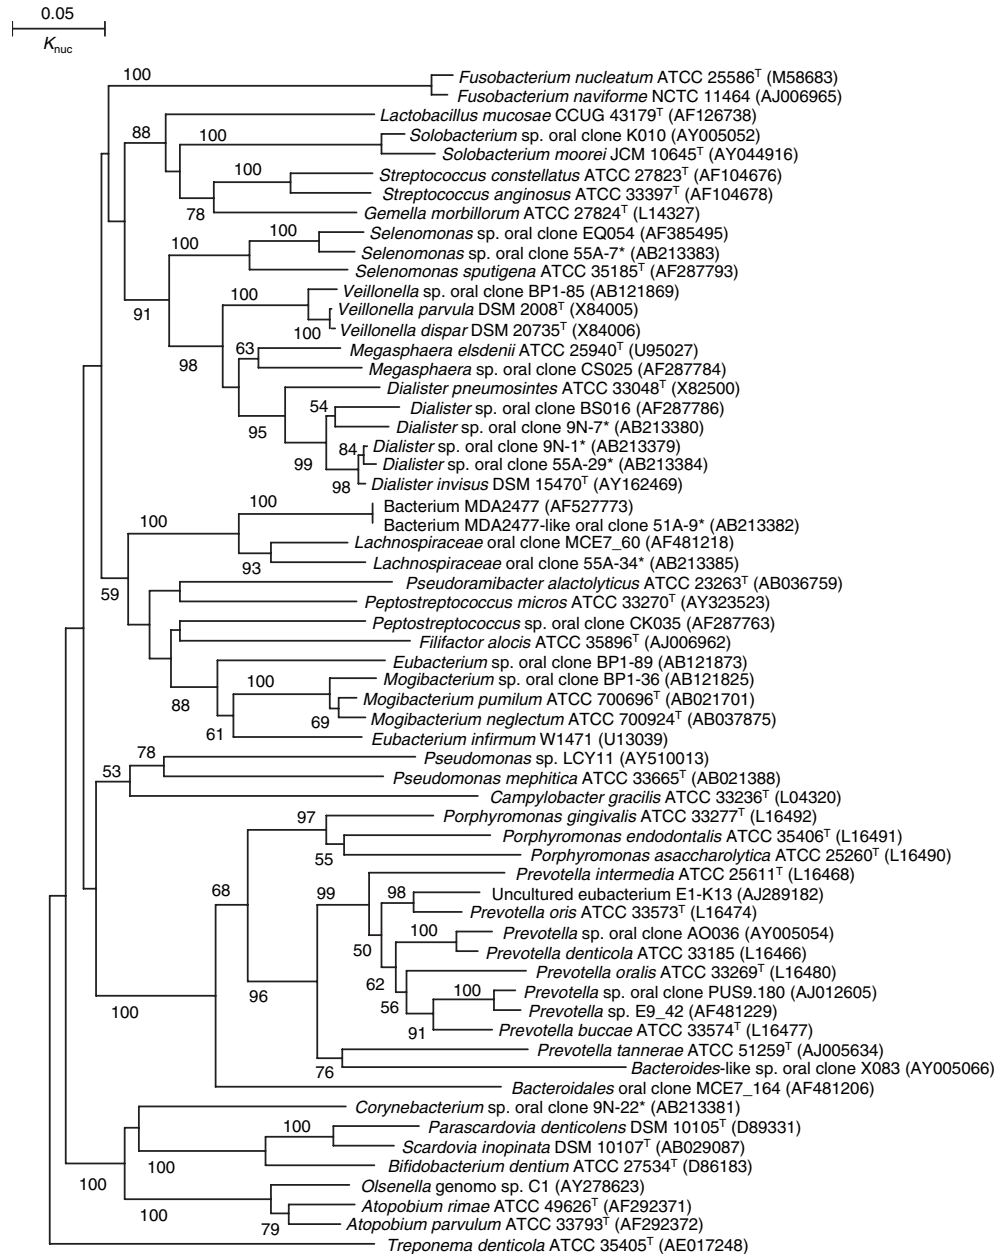 0.05
Knuc
100
Fusobacterium nucleatum ATCC 25586T (M58683)
Fusobacterium naviforme NCTC 11464 (AJ006965)
Lactobacillus mucosae CCUG 43179T (AF126738)
88
100
Solobacterium sp. oral clone K010 (AY005052)
Solobacterium moorei JCM 10645T (AY044916)
100
Streptococcus constellatus ATCC 27823T (AF104676)
Streptococcus anginosus ATCC 33397T (AF104678)
78
Gemella morbillorum ATCC 27824T (L14327)
100
100
Selenomonas sp. oral clone EQ054 (AF385495)
Selenomonas sp. oral clone 55A-7* (AB213383)
Selenomonas sputigena ATCC 35185T (AF287793)
91
100
Veillonella sp. oral clone BP1-85 (AB121869)
Veillonella parvula DSM 2008T (X84005)
100
Veillonella dispar DSM 20735T (X84006)
98
63
Megasphaera elsdenii ATCC 25940T (U95027)
Megasphaera sp. oral clone CS025 (AF287784)
Dialister pneumosintes ATCC 33048T (X82500)
95
54
Dialister sp. oral clone BS016 (AF287786)
Dialister sp. oral clone 9N-7* (AB213380)
99
84
Dialister sp. oral clone 9N-1* (AB213379)
Dialister sp. oral clone 55A-29* (AB213384)
98
Dialister invisus DSM 15470T (AY162469)
100
100
Bacterium MDA2477 (AF527773)
Bacterium MDA2477-like oral clone 51A-9* (AB213382)
Lachnospiraceae oral clone MCE7_60 (AF481218)
93
Lachnospiraceae oral clone 55A-34* (AB213385)
59
Pseudoramibacter alactolyticus ATCC 23263T (AB036759)
Peptostreptococcus micros ATCC 33270T (AY323523)
Peptostreptococcus sp. oral clone CK035 (AF287763)
Filifactor alocis ATCC 35896T (AJ006962)
88
Eubacterium sp. oral clone BP1-89 (AB121873)
100
Mogibacterium sp. oral clone BP1-36 (AB121825)
Mogibacterium pumilum ATCC 700696T (AB021701)
69
Mogibacterium neglectum ATCC 700924T (AB037875)
61
Eubacterium infirmum W1471 (U13039)
53
78
Pseudomonas sp. LCY11 (AY510013)
Pseudomonas mephitica ATCC 33665T (AB021388)
Campylobacter gracilis ATCC 33236T (L04320)
97
Porphyromonas gingivalis ATCC 33277T (L16492)
Porphyromonas endodontalis ATCC 35406T (L16491)
55
Porphyromonas asaccharolytica ATCC 25260T (L16490)
68
99
Prevotella intermedia ATCC 25611T (L16468)
98
Uncultured eubacterium E1-K13 (AJ289182)
Prevotella oris ATCC 33573T (L16474)
50
100
Prevotella sp. oral clone AO036 (AY005054)
Prevotella denticola ATCC 33185 (L16466)
62
Prevotella oralis ATCC 33269T (L16480)
56
100
Prevotella sp. oral clone PUS9.180 (AJ012605)
Prevotella sp. E9_42 (AF481229)
91
Prevotella buccae ATCC 33574T (L16477)
96
100
Prevotella tannerae ATCC 51259T (AJ005634)
76
Bacteroides-like sp. oral clone X083 (AY005066)
Bacteroidales oral clone MCE7_164 (AF481206)
Corynebacterium sp. oral clone 9N-22* (AB213381)
100
Parascardovia denticolens DSM 10105T (D89331)
Scardovia inopinata DSM 10107T (AB029087)
100
Bifidobacterium dentium ATCC 27534T (D86183)
100
Olsenella genomo sp. C1 (AY278623)
100
Atopobium rimae ATCC 49626T (AF292371)
79
Atopobium parvulum ATCC 33793T (AF292372)
Treponema denticola ATCC 35405T (AE017248)